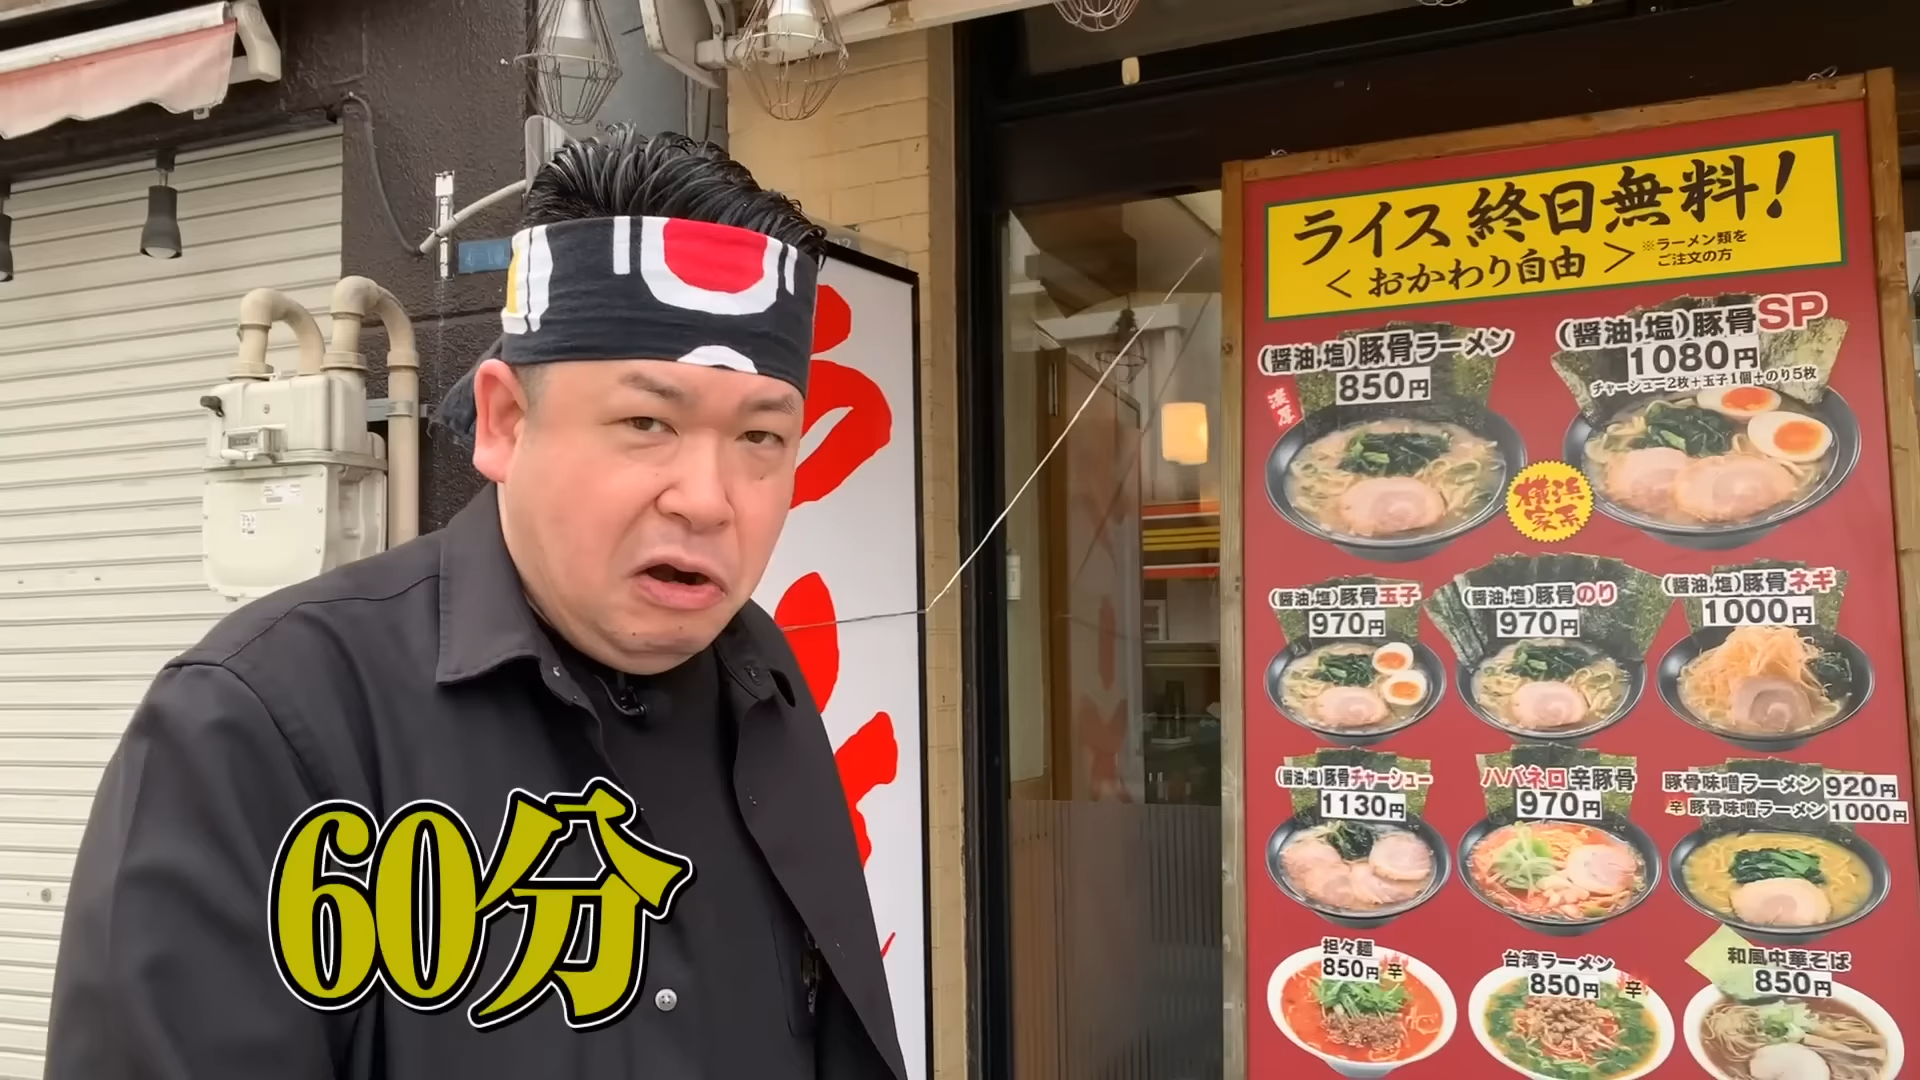 ライス 終日無料!
<おかわり自由> ※ラーメン類を
ご注文の方
(醤油,塩)豚骨ラーメン
850円
濃厚
(醤油,塩)豚骨SP
1080円
チャーシュー2枚+玉子1個+のり5枚
横浜
家系
(醤油,塩)豚骨玉子
970円
(醤油,塩)豚骨のり
970円
(醤油,塩)豚骨ネギ
1000円
(醤油,塩)豚骨チャーシュー
1130円
ハバネロ辛豚骨
970円
豚骨味噌ラーメン 920円
辛 豚骨味噌ラーメン 1000円
担々麺
850円 辛
台湾ラーメン
850円 辛
和風中華そば
850円
60分